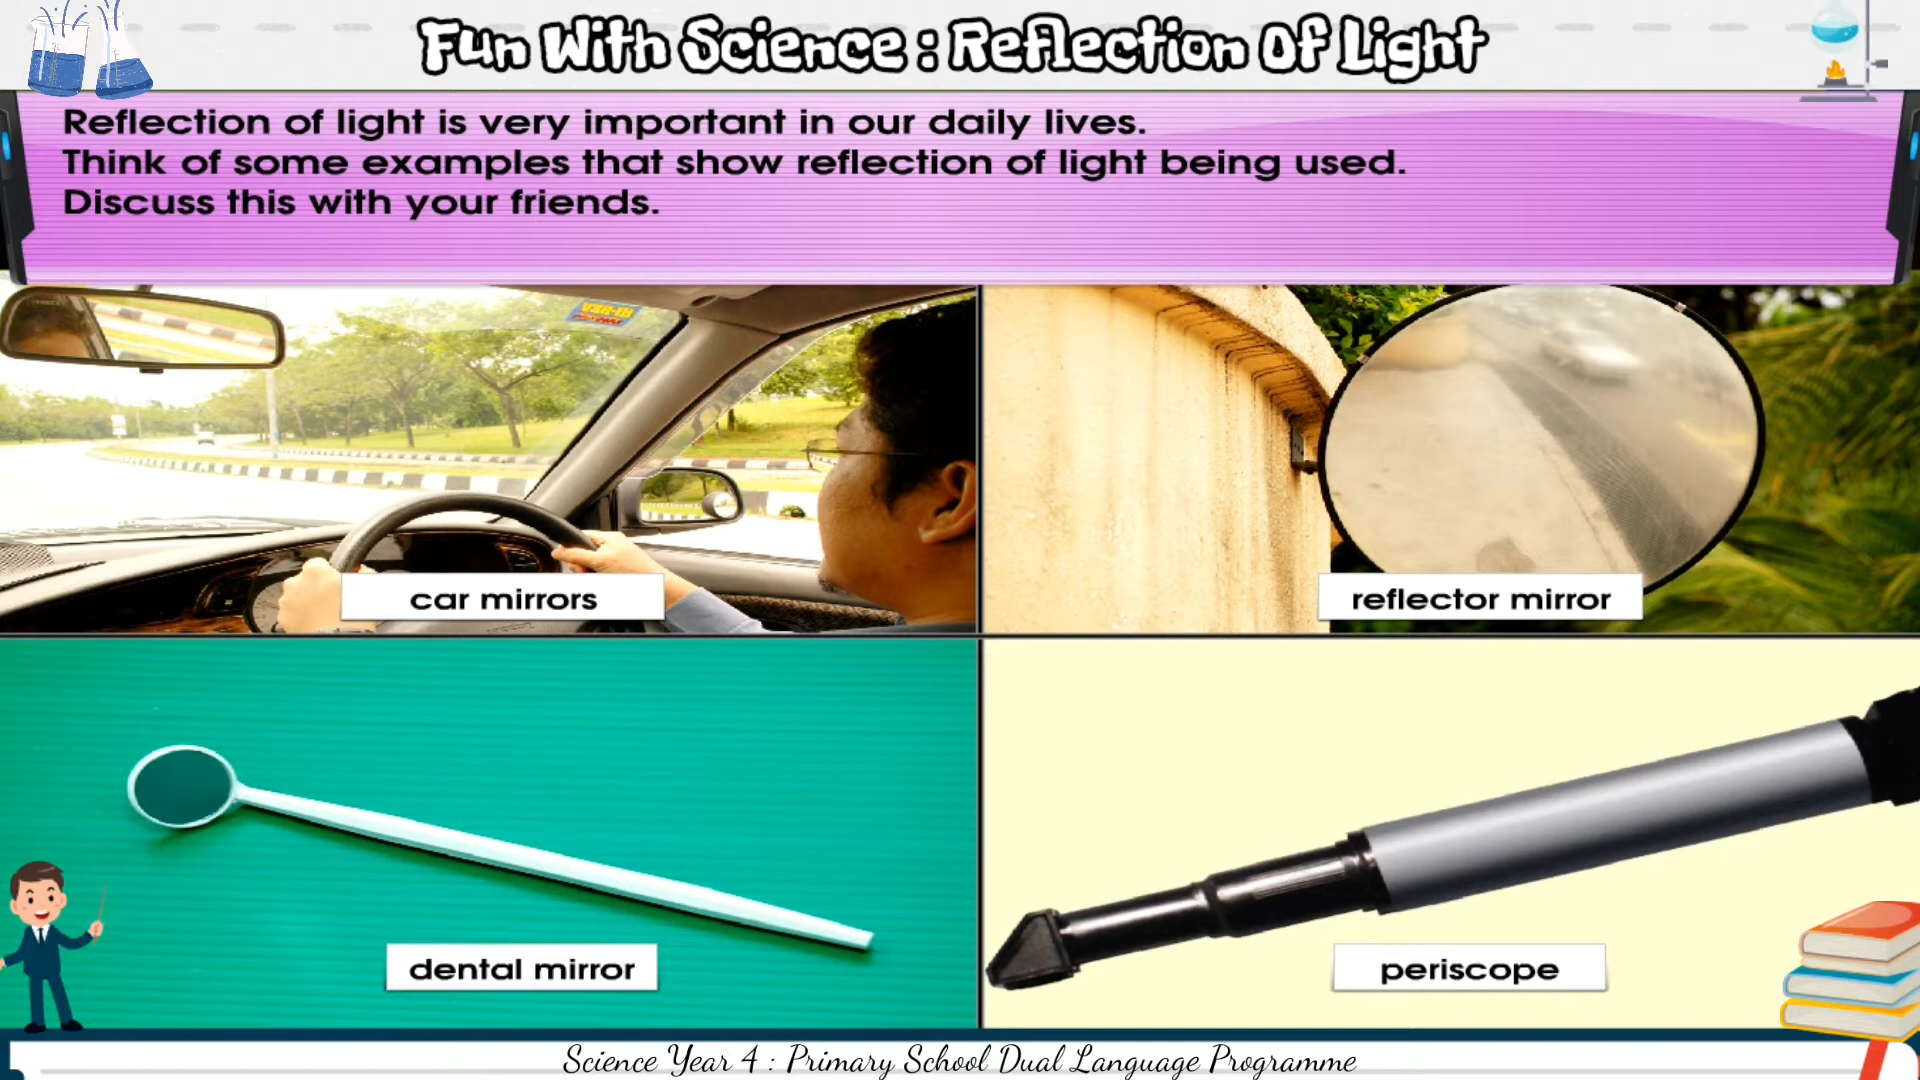 Fun With Science : Reflection Of Light
Reflection of light is very important in our daily lives.
Think of some examples that show reflection of light being used.
Discuss this with your friends.
car mirrors
reflector mirror
dental mirror
periscope
Science Year 4 : Primary School Dual Language Programme